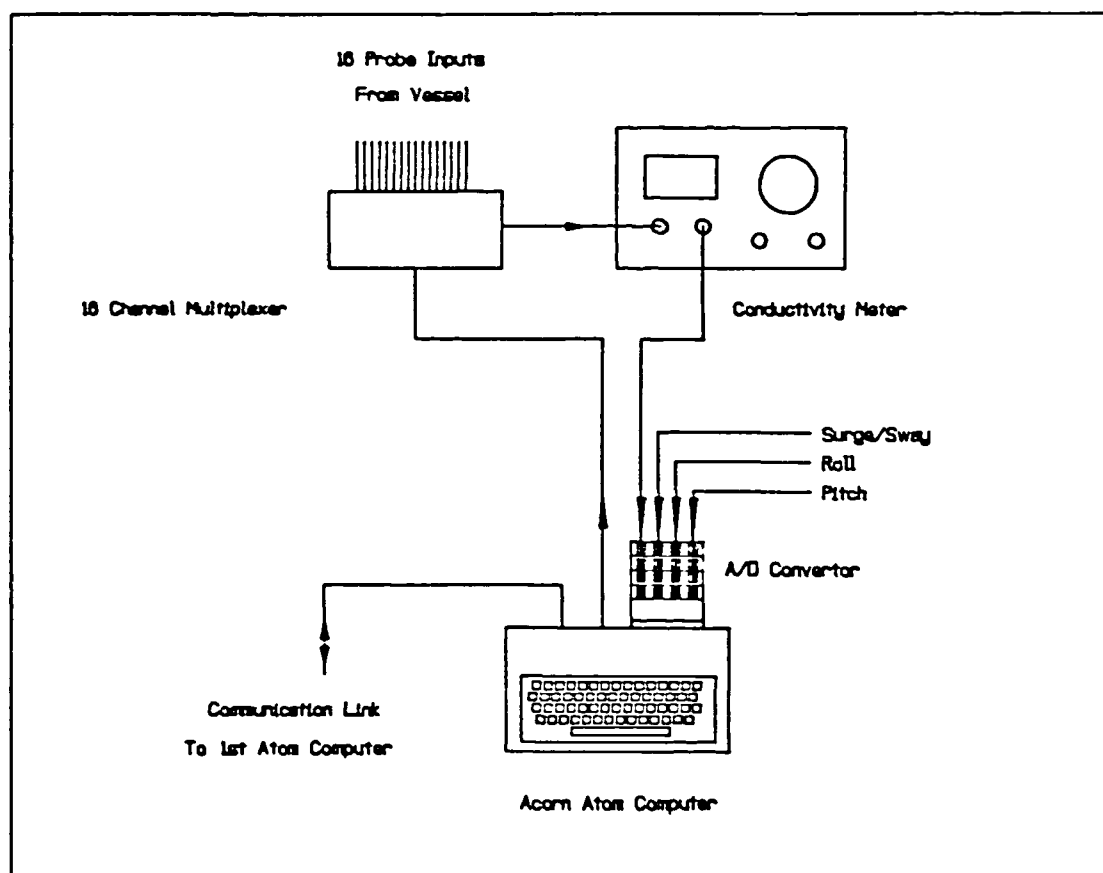 16 Probe Inputs
From Vessel
16 Channel Multiplexer
Conductivity Meter
Surge/Sway
Roll
Pitch
A/D Convertor
Communication Link
To 1st Atom Computer
Acorn Atom Computer